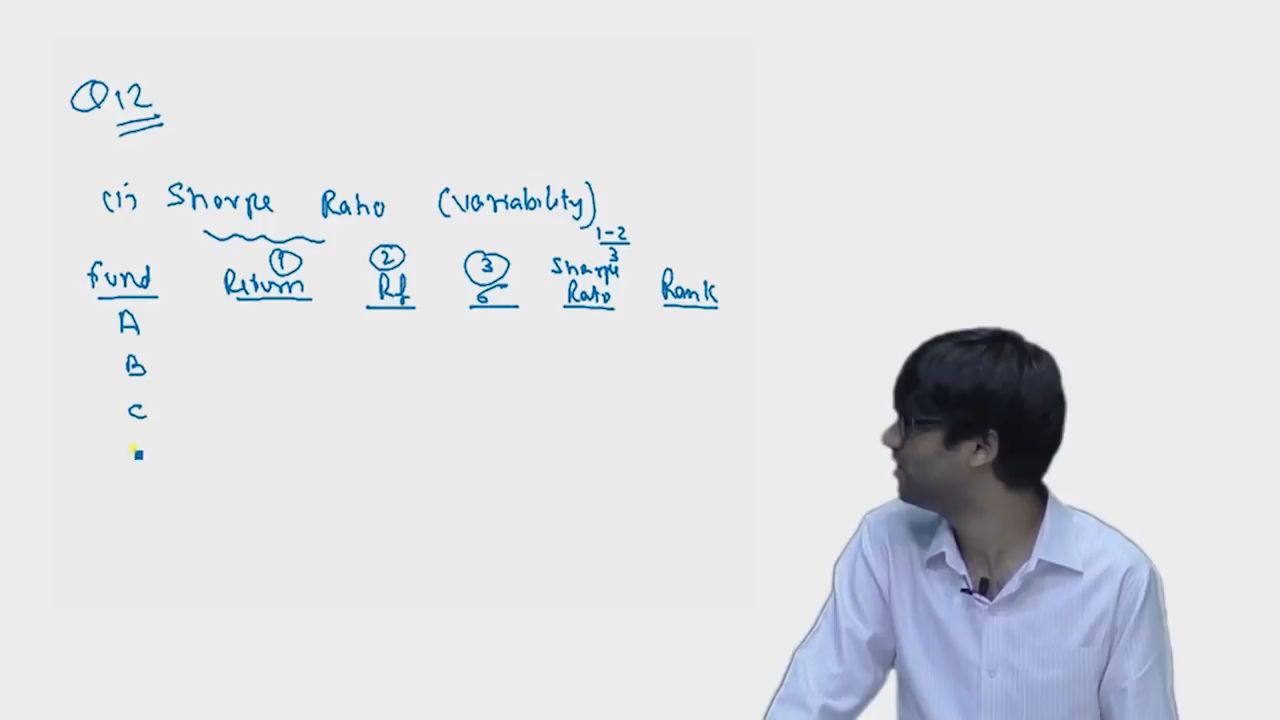 Q12
(i) Sharpe Ratio (variability)
① ② ③ 1-2
3
Fund Return Rf σ Sharpe Ratio Rank
A
B
C